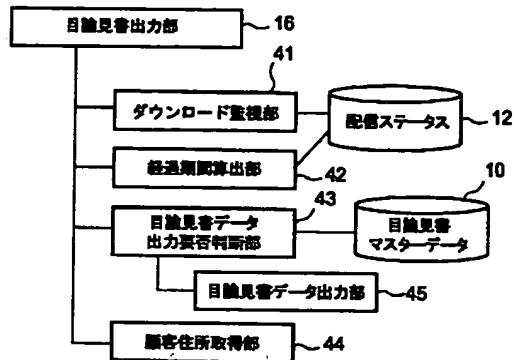 目論見書出力部
16
41
ダウンロード監視部
配信ステータス
12
経過期間算出部
42
43
10
目論見書データ
出力要否判断部
目論見書
マスターデータ
目論見書データ出力部
45
顧客住所取得部
44